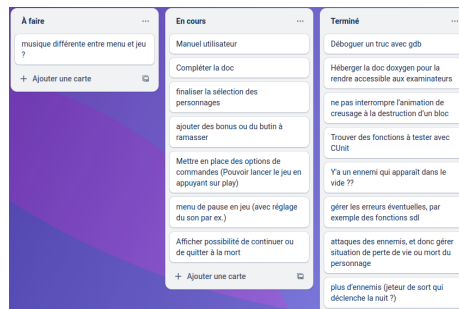 À faire
musique différente entre menu et jeu
?
+ Ajouter une carte
En cours
Manuel utilisateur
Compléter la doc
finaliser la sélection des
personnages
ajouter des bonus ou du butin à
ramasser
Mettre en place des options de
commandes (Pouvoir lancer le jeu en
appuyant sur play)
menu de pause en jeu (avec réglage
du son par ex.)
Afficher possibilité de continuer ou
de quitter à la mort
+ Ajouter une carte
Terminé
Déboguer un truc avec gdb
Héberger la doc doxygen pour la
rendre accessible aux examinateurs
ne pas interrompre l'animation de
creusage à la destruction d'un bloc
Trouver des fonctions à tester avec
CUnit
Y'a un ennemi qui apparaît dans le
vide ??
gérer les erreurs éventuelles, par
exemple des fonctions sdl
attaques des ennemis, et donc gérer
situation de perte de vie ou mort du
personnage
plus d'ennemis (jeteur de sort qui
déclenche la nuit ?)